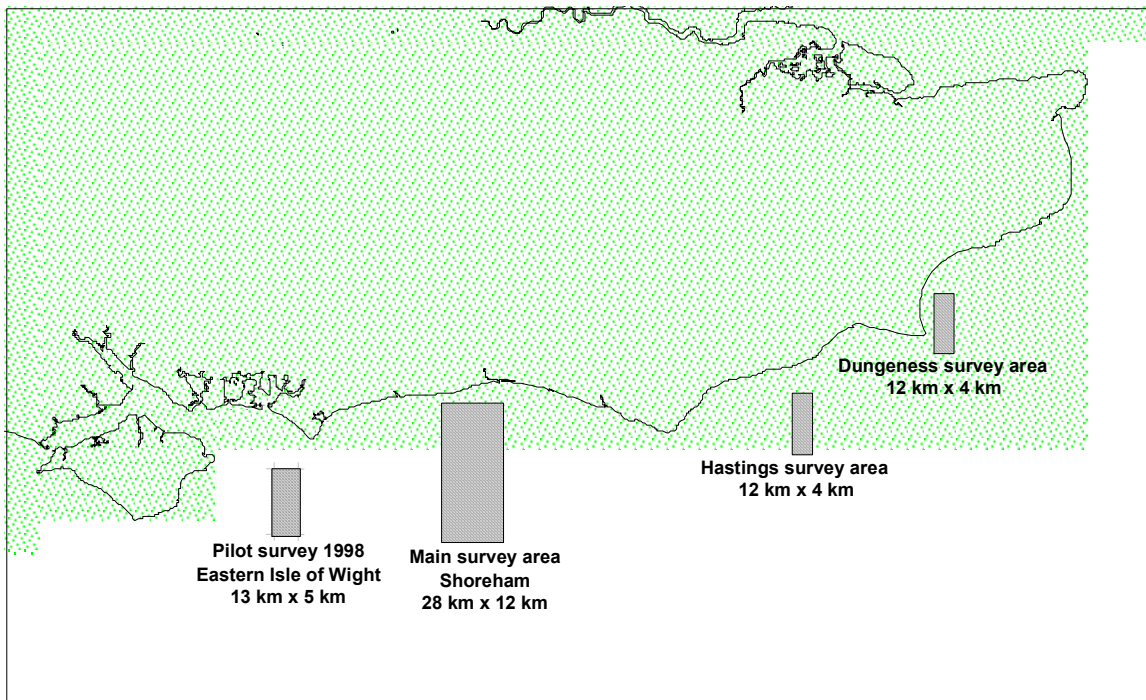 Dungeness survey area
12 km x 4 km
Hastings survey area
12 km x 4 km
Pilot survey 1998
Eastern Isle of Wight
13 km x 5 km
Main survey area
Shoreham
28 km x 12 km